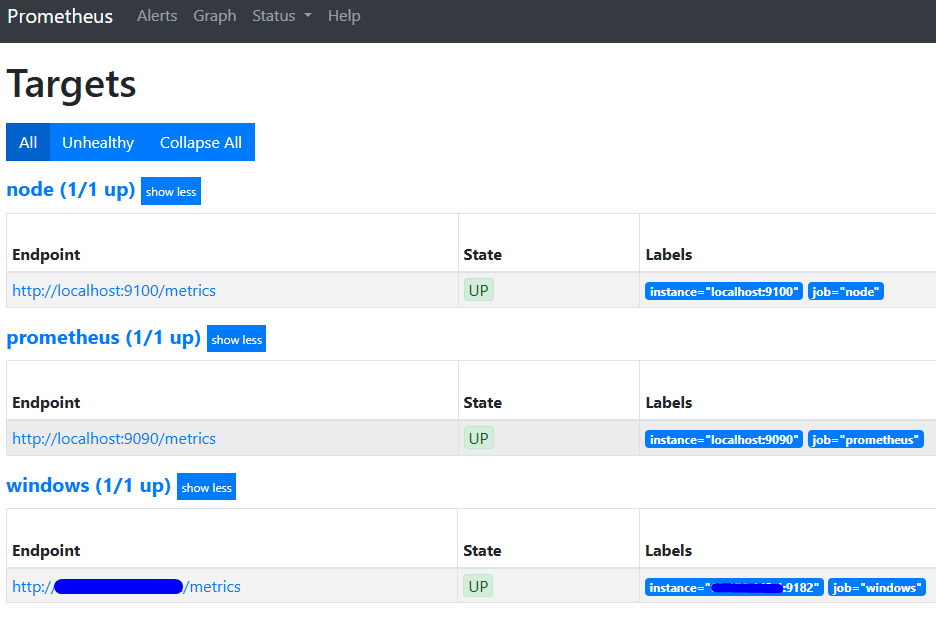 Prometheus Alerts Graph Status Help
Targets
All Unhealthy Collapse All
node (1/1 up) show less
Endpoint State Labels
http://localhost:9100/metrics UP instance="localhost:9100" job="node"
prometheus (1/1 up) show less
Endpoint State Labels
http://localhost:9090/metrics UP instance="localhost:9090" job="prometheus"
windows (1/1 up) show less
Endpoint State Labels
http:// /metrics UP instance=" :9182" job="windows"